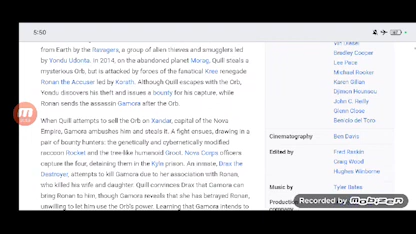 5:50
from Earth by the Ravagers, a group of alien thieves and smugglers led
by Yondu Udonta. In 2014, on the abandoned planet Morag, Quill steals a
mysterious Orb, but is attacked by forces of the fanatical Kree renegade
Ronan the Accuser led by Korath. Although Quill escapes with the Orb,
Yondu discovers his theft and issues a bounty for his capture, while
Ronan sends the assassin Gamora after the Orb.
When Quill attempts to sell the Orb on Xandar, capital of the Nova
Empire, Gamora ambushes him and steals it. A fight ensues, drawing in a
pair of bounty hunters: the genetically and cybernetically modified
raccoon Rocket and the tree-like humanoid Groot. Nova Corps officers
capture the four, detaining them in the Kyln prison. An inmate, Drax the
Destroyer, attempts to kill Gamora due to her association with Ronan,
who killed his wife and daughter. Quill convinces Drax that Gamora can
bring Ronan to him, though Gamora reveals that she has betrayed Ronan,
unwilling to let him use the Orb's power. Learning that Gamora intends to
Vin Diesel
Bradley Cooper
Lee Pace
Michael Rooker
Karen Gillan
Djimon Hounsou
John C. Reilly
Glenn Close
Benicio del Toro
Cinematography Ben Davis
Edited by Fred Raskin
Craig Wood
Hughes Winborne
Music by Tyler Bates
Production
company
Recorded by mobizen